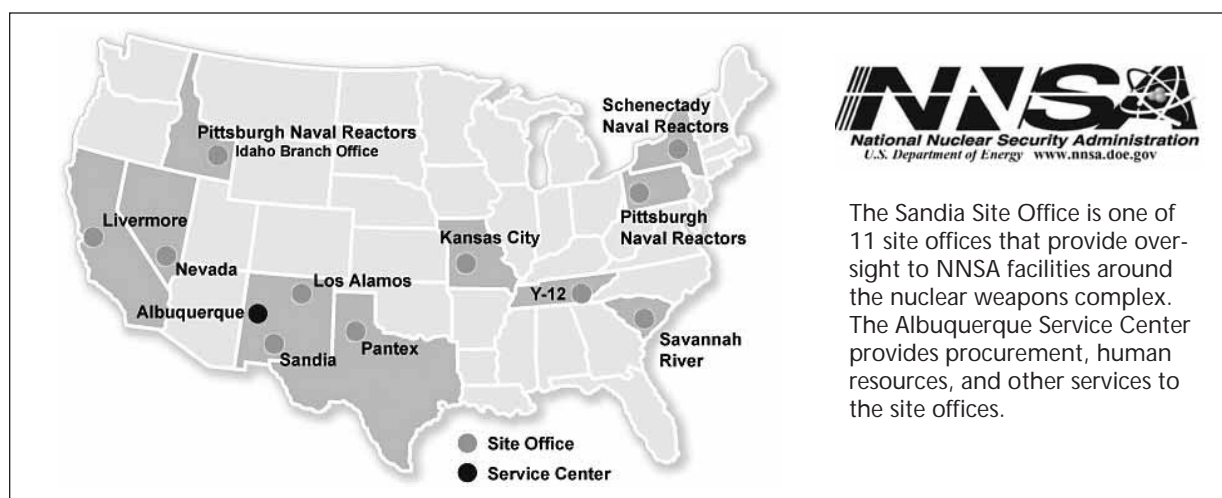 Schenectady
Naval Reactors
Pittsburgh Naval Reactors
Idaho Branch Office
Livermore
Nevada
Los Alamos
Albuquerque
Sandia
Pantex
Kansas City
Pittsburgh
Naval Reactors
Y-12
Savannah
River
Site Office
Service Center
NNSA
National Nuclear Security Administration
U.S. Department of Energy www.nnsa.doe.gov
The Sandia Site Office is one of
11 site offices that provide over-
sight to NNSA facilities around
the nuclear weapons complex.
The Albuquerque Service Center
provides procurement, human
resources, and other services to
the site offices.